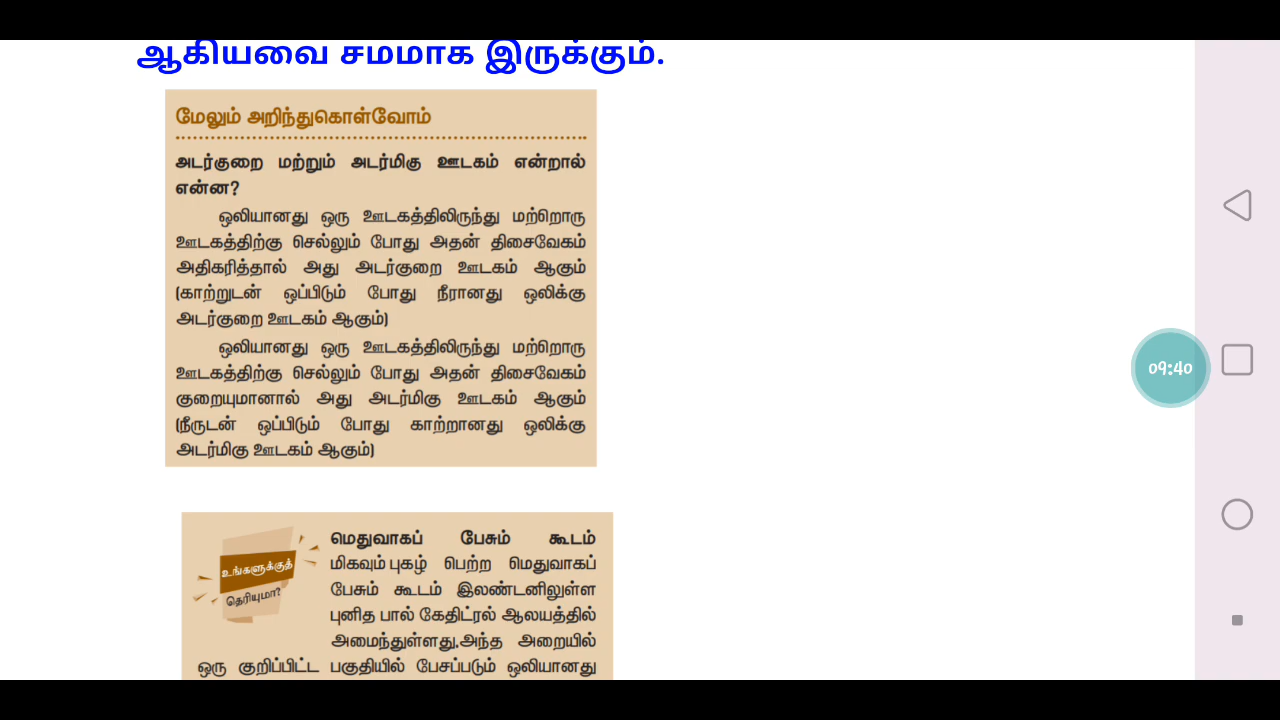 ஆகியவை சமமாக இருக்கும்.
மேலும் அறிந்துகொள்வோம்
அடர்குறை மற்றும் அடர்மிகு ஊடகம் என்றால்
என்ன?
ஒலியானது ஒரு ஊடகத்திலிருந்து மற்றொரு
ஊடகத்திற்கு செல்லும் போது அதன் திசைவேகம்
அதிகரித்தால் அது அடர்குறை ஊடகம் ஆகும்
(காற்றுடன் ஒப்பிடும் போது நீரானது ஒலிக்கு
அடர்குறை ஊடகம் ஆகும்)
ஒலியானது ஒரு ஊடகத்திலிருந்து மற்றொரு
ஊடகத்திற்கு செல்லும் போது அதன் திசைவேகம்
குறையுமானால் அது அடர்மிகு ஊடகம் ஆகும்
(நீருடன் ஒப்பிடும் போது காற்றானது ஒலிக்கு
அடர்மிகு ஊடகம் ஆகும்)
09:40
உங்களுக்குத்
தெரியுமா?
மெதுவாகப் பேசும் கூடம்
மிகவும் புகழ் பெற்ற மெதுவாகப்
பேசும் கூடம் இலண்டனிலுள்ள
புனித பால் கேதிட்ரல் ஆலயத்தில்
அமைந்துள்ளது.அந்த அறையில்
ஒரு குறிப்பிட்ட பகுதியில் பேசப்படும் ஒலியானது